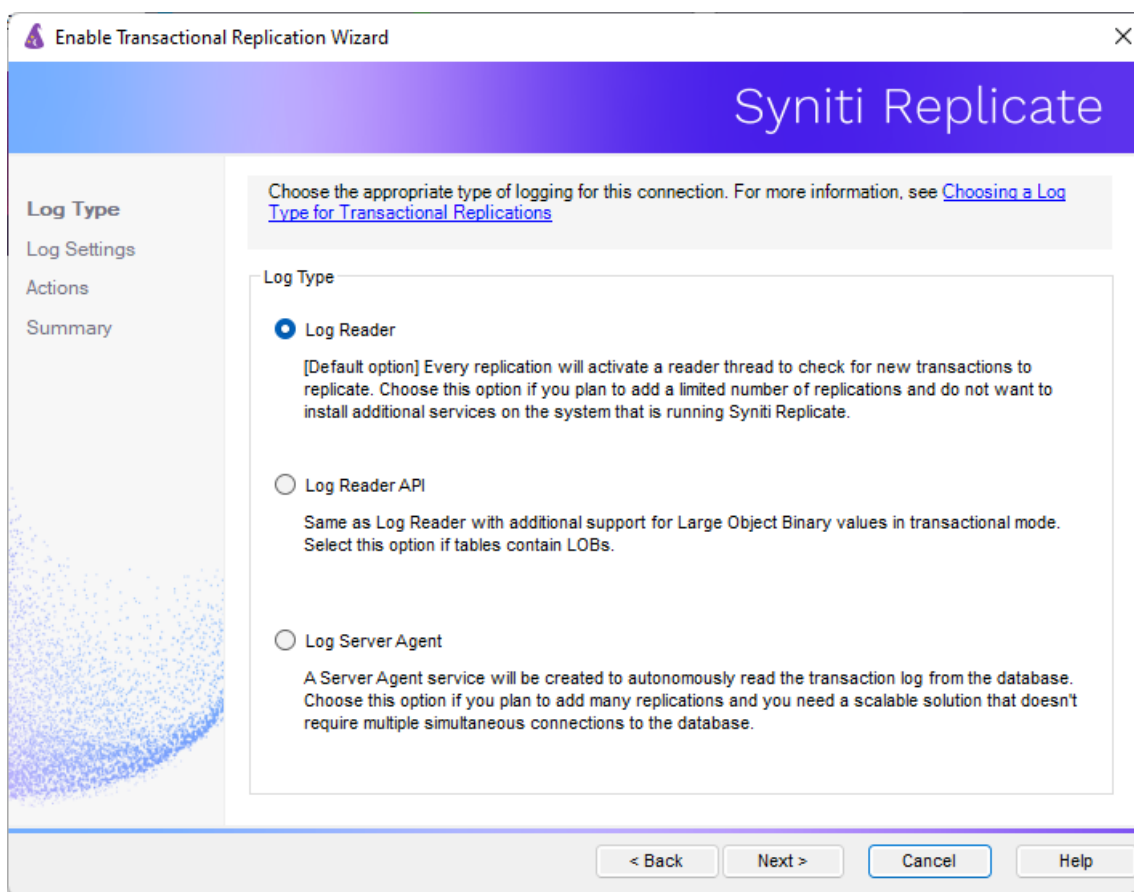 Enable Transactional Replication Wizard
Syniti Replicate
Log Type
Log Settings
Actions
Summary
Choose the appropriate type of logging for this connection. For more information, see Choosing a Log
Type for Transactional Replications
Log Type
Log Reader
[Default option] Every replication will activate a reader thread to check for new transactions to
replicate. Choose this option if you plan to add a limited number of replications and do not want to
install additional services on the system that is running Syniti Replicate.
Log Reader API
Same as Log Reader with additional support for Large Object Binary values in transactional mode.
Select this option if tables contain LOBs.
Log Server Agent
A Server Agent service will be created to autonomously read the transaction log from the database.
Choose this option if you plan to add many replications and you need a scalable solution that doesn't
require multiple simultaneous connections to the database.
< Back
Next >
Cancel
Help